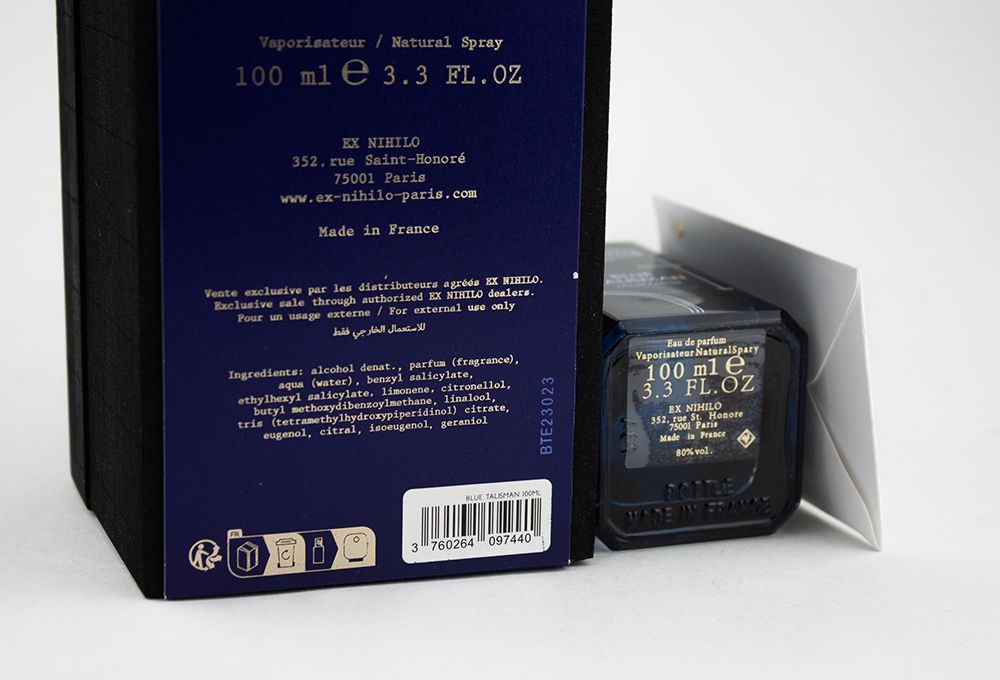 Vaporisateur / Natural Spray
100 ml e 3.3 FL.OZ
EX NIHILO
352, rue Saint-Honoré
75001 Paris
www.ex-nihilo-paris.com
Made in France
Vente exclusive par les distributeurs agréés EX NIHILO.
Exclusive sale through authorized EX NIHILO dealers.
Pour un usage externe / For external use only
للاستعمال الخارجي فقط
Ingredients: alcohol denat., parfum (fragrance),
aqua (water), benzyl salicylate,
ethylhexyl salicylate, limonene, citronellol,
butyl methoxydibenzoylmethane, linalool,
tris (tetramethylhydroxypiperidinol) citrate,
eugenol, citral, isoeugenol, geraniol
BTE23023
FR
BLUE TALISMAN 100ML
3 760264 097440
Eau de parfum
Vaporisateur NaturalSpary
100 ml e
3.3 FL.OZ
EX NIHILO
352, rue St. Honore
75001 Paris
Made in France
80%vol.
BOTTLE
MADE IN FRANCE